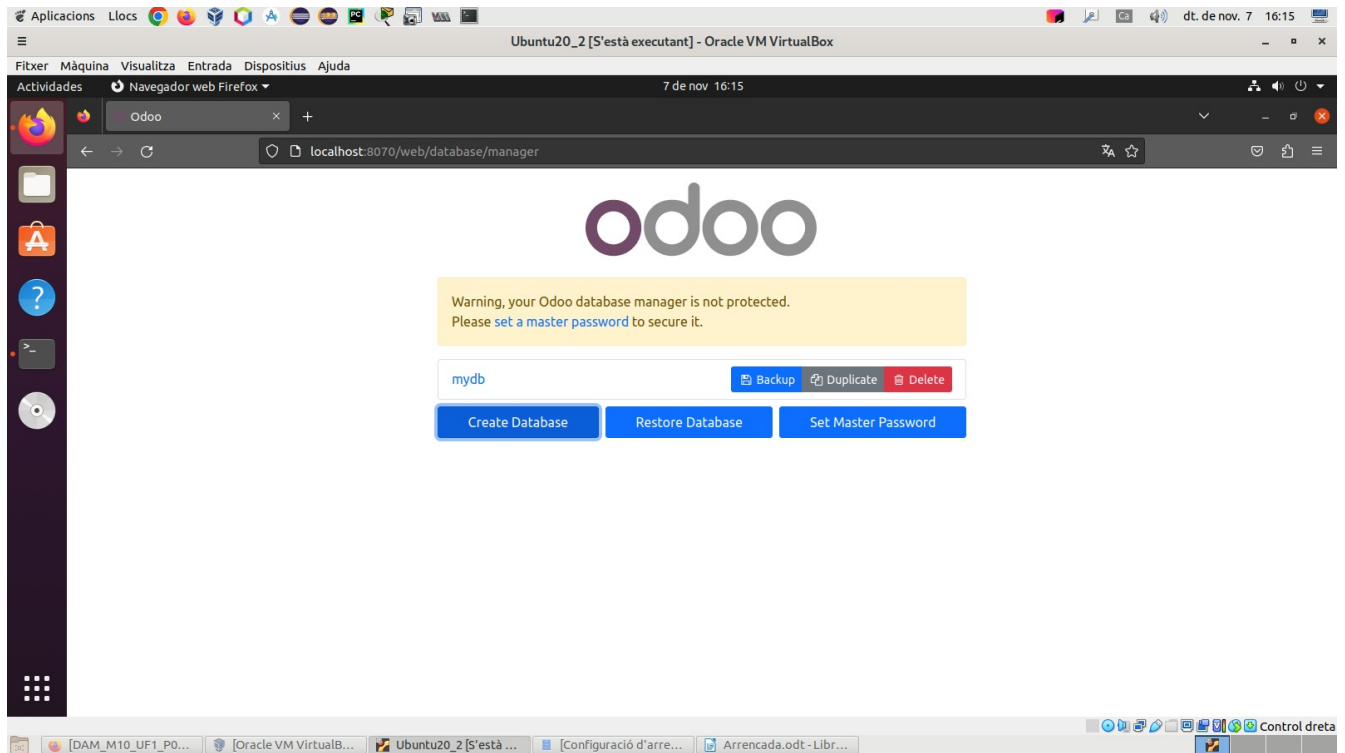 Aplicacions Llocs Ca dt. de nov. 7 16:15
Ubuntu20_2 [S'està executant] - Oracle VM VirtualBox
Fitxer Màquina Visualitza Entrada Dispositius Ajuda
Actividades Navegador web Firefox 7 de nov 16:15
Odoo
localhost:8070/web/database/manager
odoo
Warning, your Odoo database manager is not protected.
Please set a master password to secure it.
mydb Backup Duplicate Delete
Create Database Restore Database Set Master Password
Control dreta
[DAM_M10_UF1_P0... [Oracle VM VirtualB... Ubuntu20_2 [S'està ... [Configuració d'arre... Arrencada.odt - Libr...